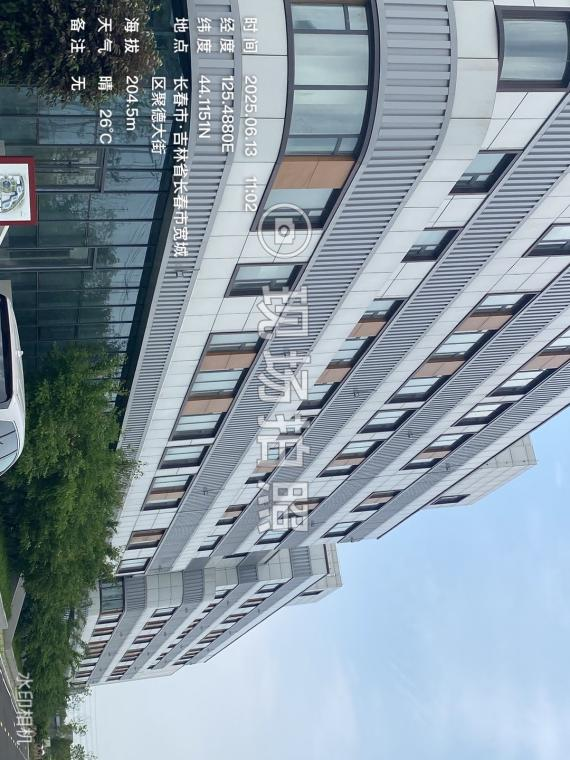 时间 2025.06.13 11:02
经度 125.4880E
纬度 44.1151N
地点 长春市·吉林省长春市宽城
区聚德大街
海拔 204.5m
天气 晴 26°C
备注 无
现场拍照
水印相机